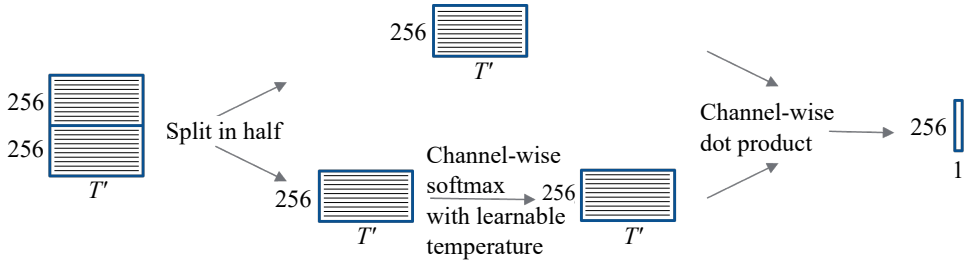 256
T′
256
256
T′
Split in half
256
T′
Channel-wise
softmax
with learnable
temperature
256
T′
Channel-wise
dot product
256
1